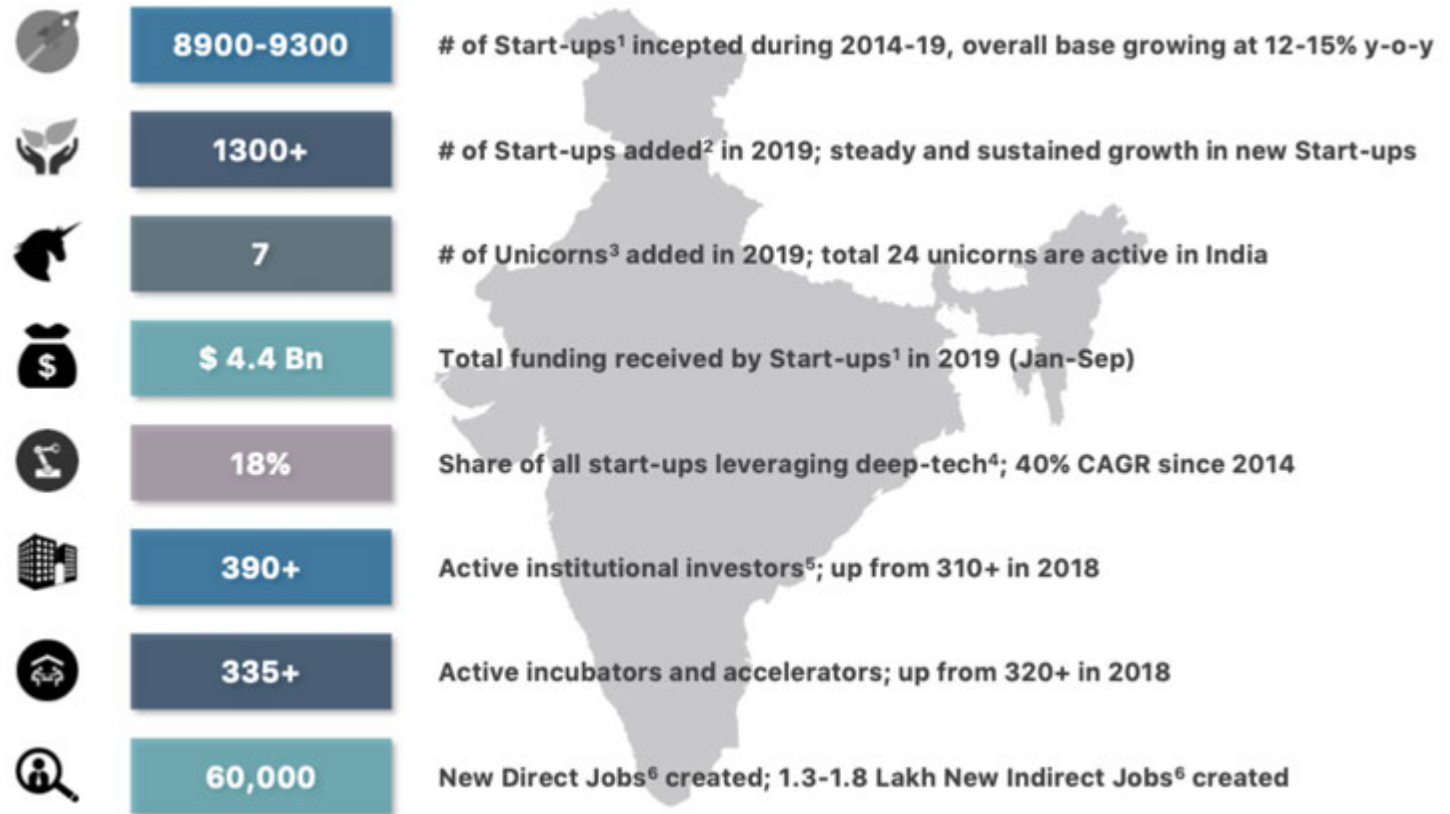 8900-9300 # of Start-ups¹ incepted during 2014-19, overall base growing at 12-15% y-o-y
1300+ # of Start-ups added² in 2019; steady and sustained growth in new Start-ups
7 # of Unicorns³ added in 2019; total 24 unicorns are active in India
$ 4.4 Bn Total funding received by Start-ups¹ in 2019 (Jan-Sep)
18% Share of all start-ups leveraging deep-tech⁴; 40% CAGR since 2014
390+ Active institutional investors⁵; up from 310+ in 2018
335+ Active incubators and accelerators; up from 320+ in 2018
60,000 New Direct Jobs⁶ created; 1.3-1.8 Lakh New Indirect Jobs⁶ created